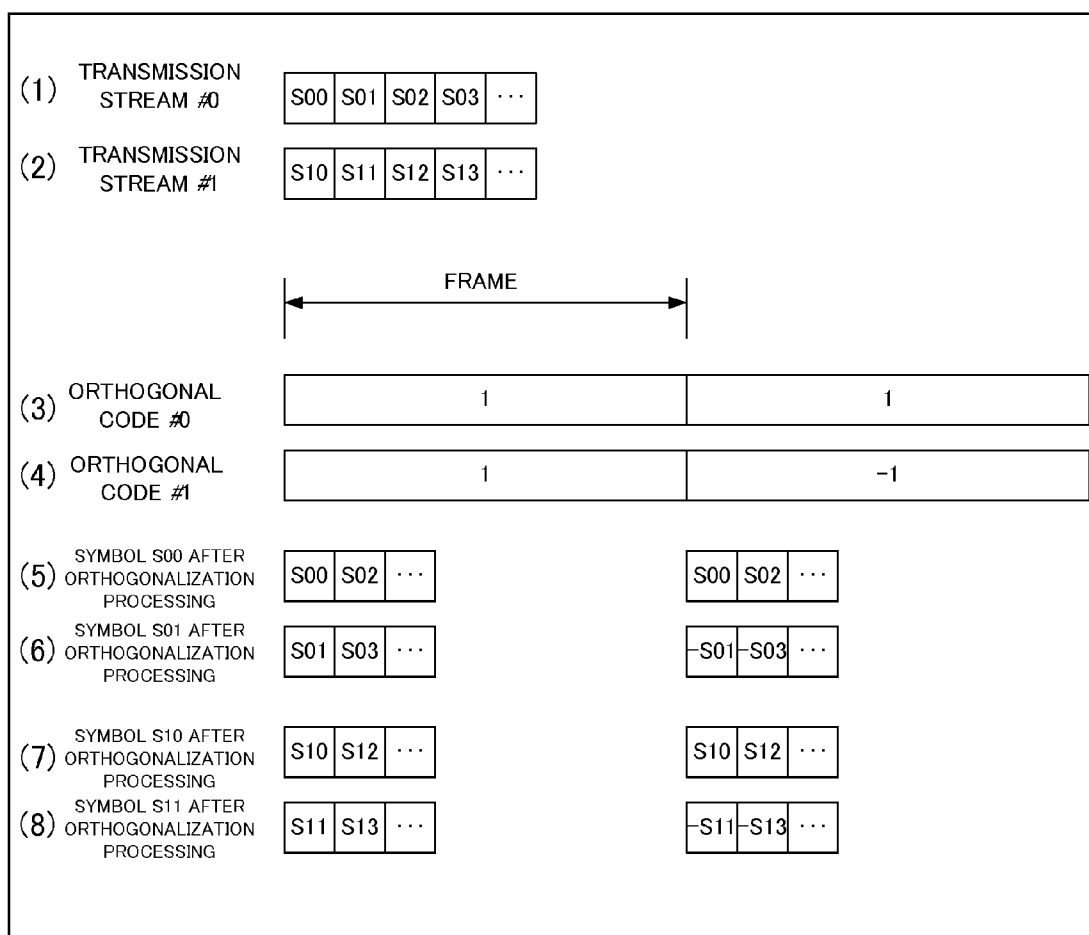 (1) TRANSMISSION
STREAM #0
S00 S01 S02 S03 ···
(2) TRANSMISSION
STREAM #1
S10 S11 S12 S13 ···
FRAME
(3) ORTHOGONAL
CODE #0
1 1
(4) ORTHOGONAL
CODE #1
1 -1
(5) SYMBOL S00 AFTER
ORTHOGONALIZATION
PROCESSING
S00 S02 ··· S00 S02 ···
(6) SYMBOL S01 AFTER
ORTHOGONALIZATION
PROCESSING
S01 S03 ··· -S01 -S03 ···
(7) SYMBOL S10 AFTER
ORTHOGONALIZATION
PROCESSING
S10 S12 ··· S10 S12 ···
(8) SYMBOL S11 AFTER
ORTHOGONALIZATION
PROCESSING
S11 S13 ··· -S11 -S13 ···